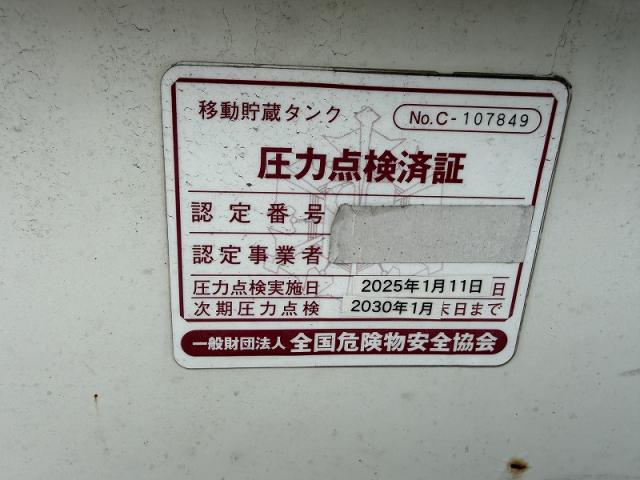 移動貯蔵タンク
No.C-107849
圧力点検済証
認定番号
認定事業者
圧力点検実施日 2025年1月11日 日
次期圧力点検 2030年1月末日まで
一般財団法人 全国危険物安全協会